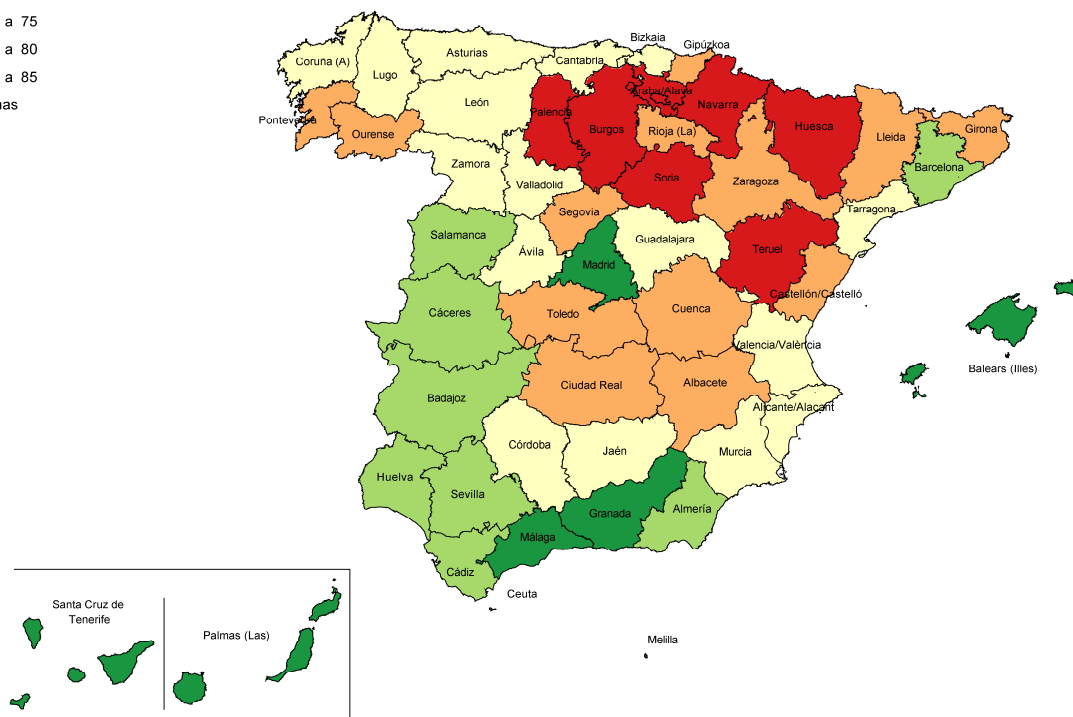 a 75
a 80
a 85
nas
Bizkaia
Gipúzkoa
Asturias
Cantabria
Coruña (A)
Lugo
León
Palencia
Burgos
Araba/Álava
Navarra
Huesca
Lleida
Girona
Pontevedra
Ourense
Rioja (La)
Barcelona
Zamora
Valladolid
Soria
Zaragoza
Tarragona
Segovia
Salamanca
Ávila
Guadalajara
Teruel
Madrid
Castellón/Castelló
Cáceres
Toledo
Cuenca
Valencia/València
Balears (Illes)
Badajoz
Ciudad Real
Albacete
Alicante/Alacant
Córdoba
Jaén
Murcia
Huelva
Sevilla
Granada
Almería
Málaga
Cádiz
Ceuta
Santa Cruz de
Tenerife
Palmas (Las)
Melilla